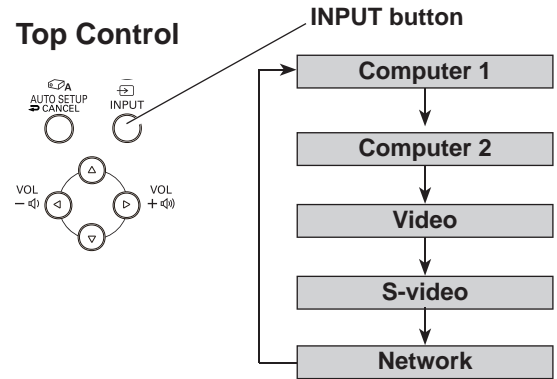 INPUT button
Top Control
A
AUTO SETUP
CANCEL
INPUT
VOL
VOL
Computer 1
Computer 2
Video
S-video
Network